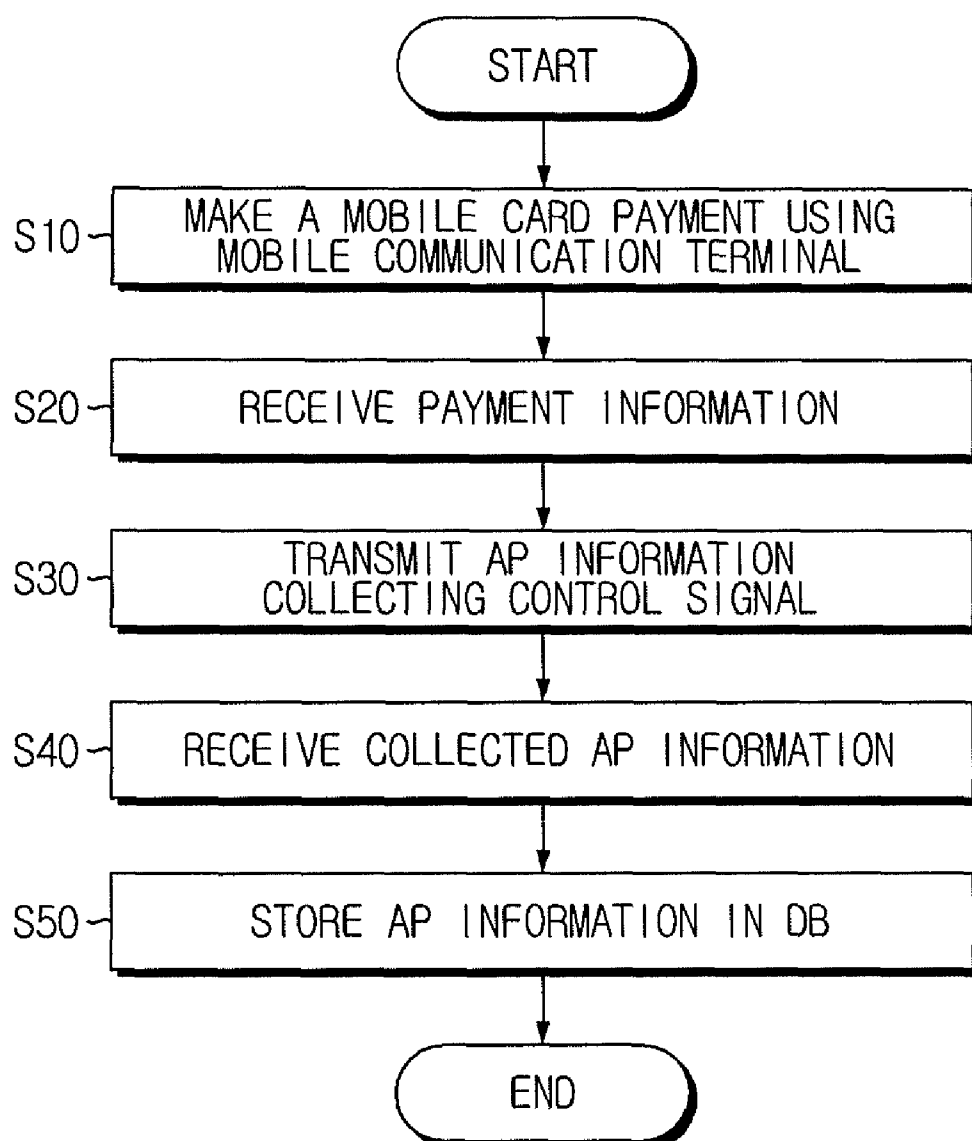 START
S10
MAKE A MOBILE CARD PAYMENT USING
MOBILE COMMUNICATION TERMINAL
S20
RECEIVE PAYMENT INFORMATION
S30
TRANSMIT AP INFORMATION
COLLECTING CONTROL SIGNAL
S40
RECEIVE COLLECTED AP INFORMATION
S50
STORE AP INFORMATION IN DB
END